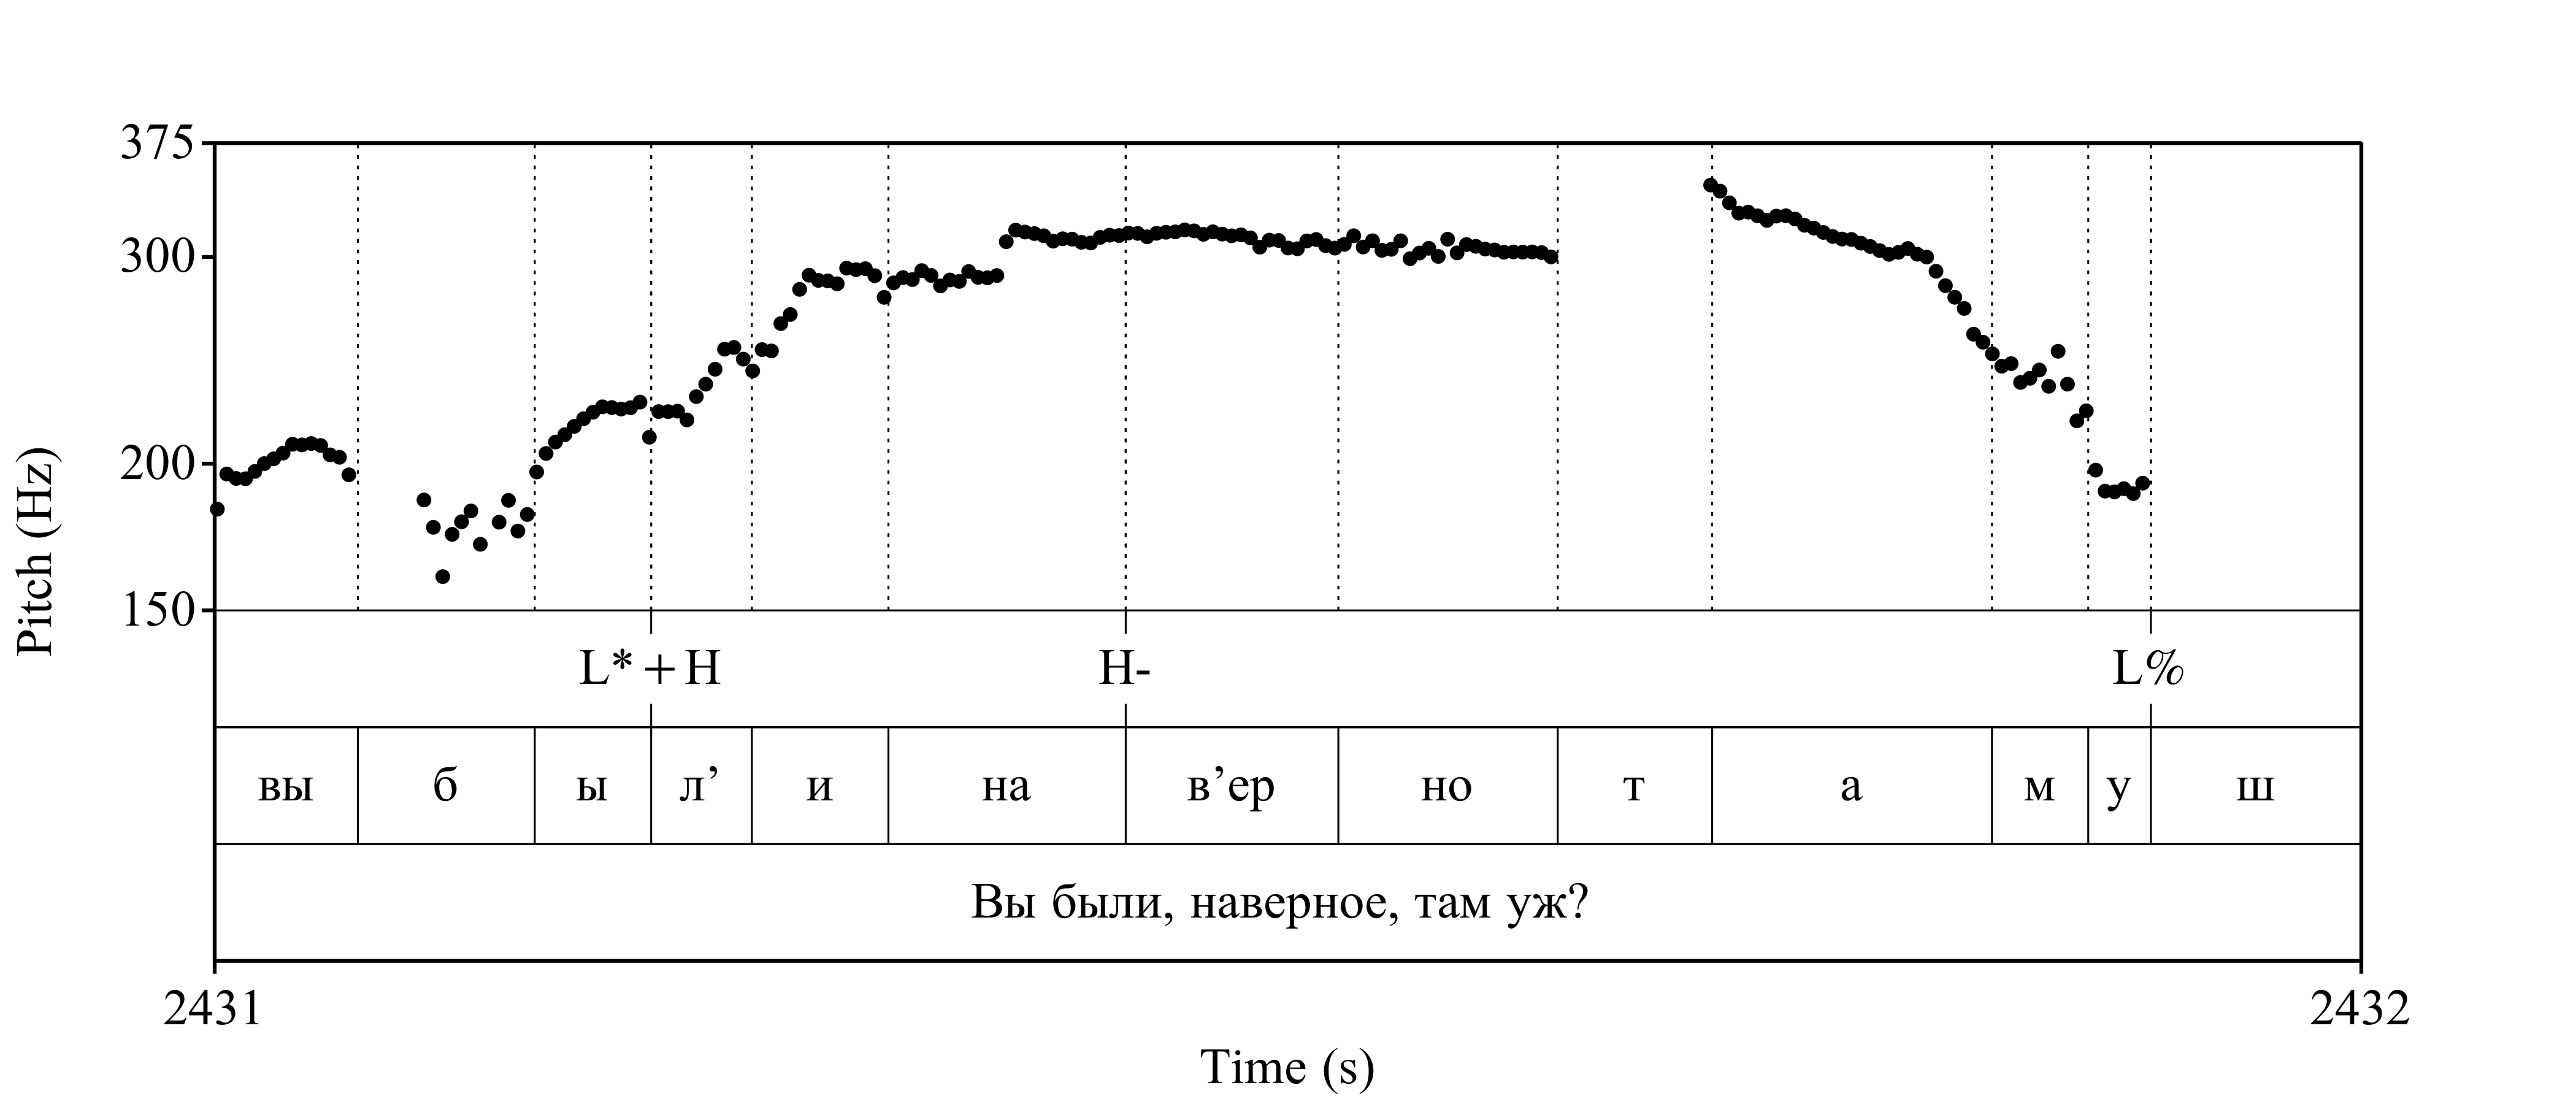 375
300
200
150
Pitch (Hz)
L*+H H- L%
вы б ы л’ и на в’ер но т а м у ш
Вы были, наверное, там уж?
2431 2432
Time (s)